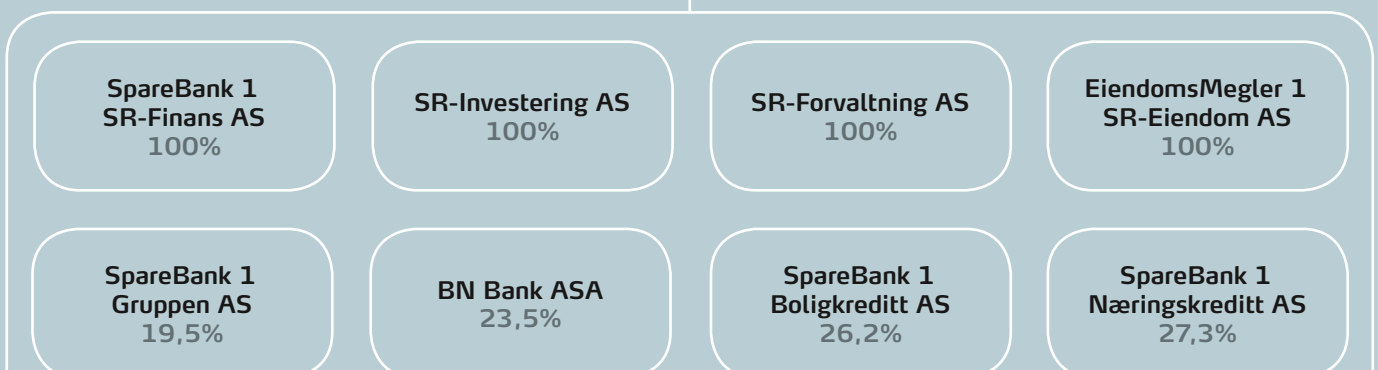 SpareBank 1
SR-Finans AS
100%
SR-Investering AS
100%
SR-Forvaltning AS
100%
EiendomsMegler 1
SR-Eiendom AS
100%
SpareBank 1
Gruppen AS
19,5%
BN Bank ASA
23,5%
SpareBank 1
Boligkreditt AS
26,2%
SpareBank 1
Næringskreditt AS
27,3%